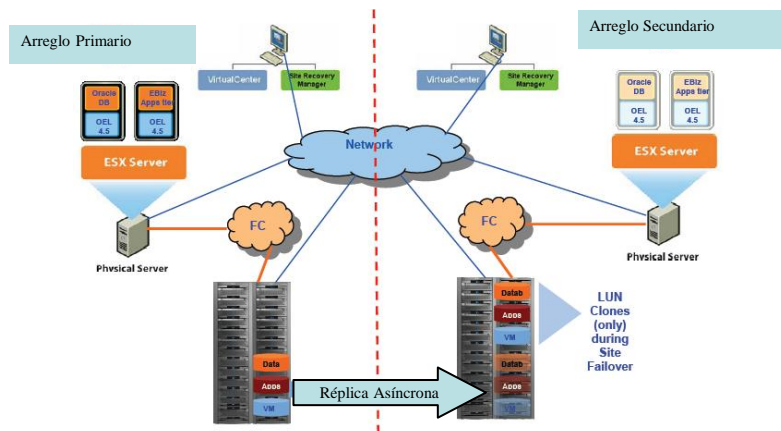 Arreglo Primario
Arreglo Secundario
VirtualCenter
Site Recovery
Manager
VirtualCenter
Site Recovery
Manager
Oracle
DB
EBiz
Apps tier
OEL
4.5
OEL
4.5
ESX Server
Physical Server
Network
FC
FC
Oracle
DB
EBiz
Apps tier
OEL
4.5
OEL
4.5
ESX Server
Physical Server
Data
Apps
VM
Réplica Asíncrona
Datab
Apps
VM
Datab
Apps
VM
LUN
Clones
(only)
during
Site
Failover